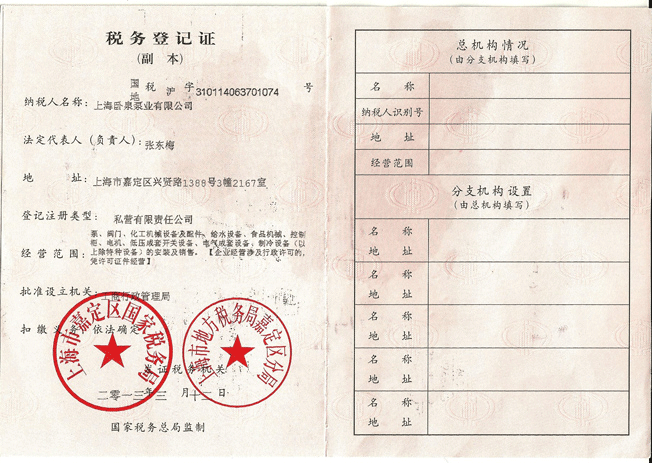 税务登记证
(副 本)
国
税 沪 字 310114063701074 号
地
纳税人名称：上海卧泉泵业有限公司
法定代表人（负责人）：张东梅
地 址：上海市嘉定区兴贤路1388号3幢2167室
登记注册类型：私营有限责任公司
泵、阀门、化工机械设备及配件、给水设备、食品机械、控制
柜、电机、低压成套开关设备、电气成套设备、制冷设备（以
经营范围：上除特种设备）的安装及销售。【企业经营涉及行政许可的，
凭许可证件经营】
批准设立机关：工商行政管理局
扣缴义务：依法确定
上海市嘉定区国家税务局
上海市地方税务局嘉定区分局
发证税务机关
二零一三年三月十二日
国家税务总局监制
总机构情况
（由分支机构填写）
名 称
纳税人识别号
地 址
经营范围
分支机构设置
（由总机构填写）
名 称
地 址
名 称
地 址
名 称
地 址
名 称
地 址
名 称
地 址